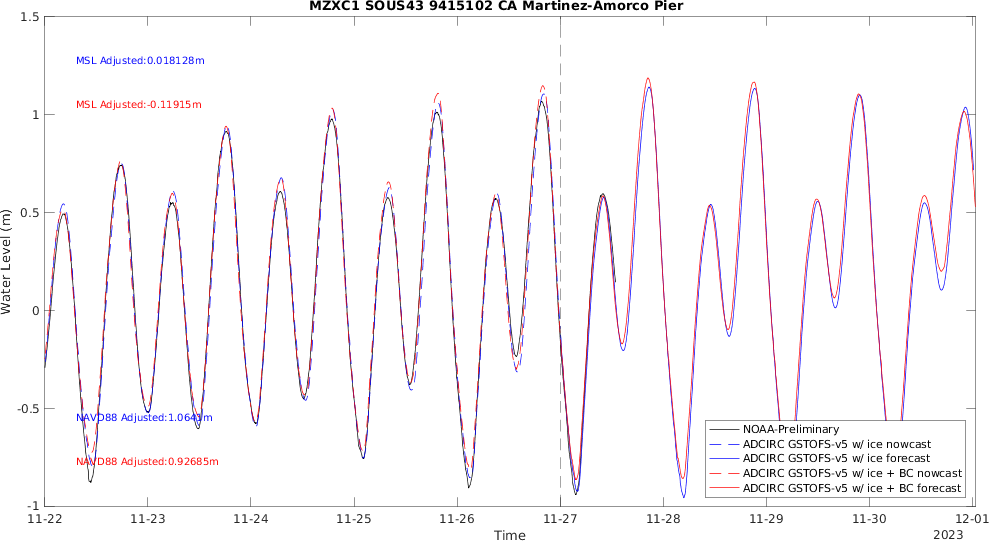 MZXC1 SOUS43 9415102 CA Martinez-Amorco Pier
1.5
MSL Adjusted:0.018128m
MSL Adjusted:-0.11915m
1
0.5
Water Level (m)
0
-0.5
NAVD88 Adjusted:1.0641m
NAVD88 Adjusted:0.92685m
-1
NOAA-Preliminary
ADCIRC GSTOFS-v5 w/ ice nowcast
ADCIRC GSTOFS-v5 w/ ice forecast
ADCIRC GSTOFS-v5 w/ ice + BC nowcast
ADCIRC GSTOFS-v5 w/ ice + BC forecast
11-22 11-23 11-24 11-25 11-26 11-27 11-28 11-29 11-30 12-01
Time
2023